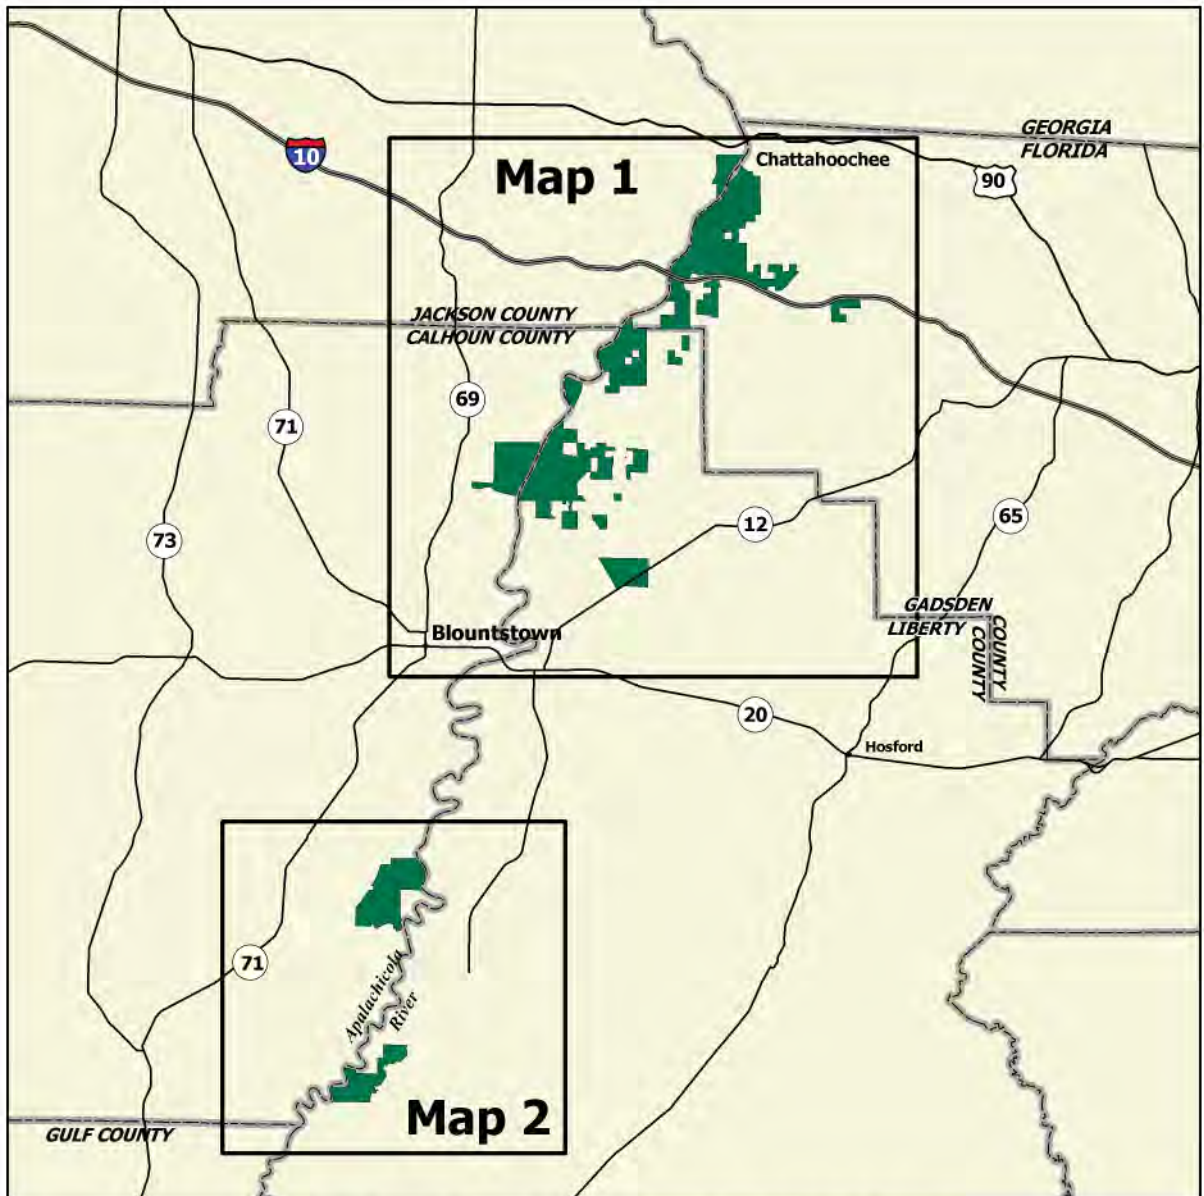 GEORGIA
FLORIDA
10
Map 1
Chattahoochee
90
JACKSON COUNTY
CALHOUN COUNTY
69
71
73
12
65
GADSDEN COUNTY
LIBERTY COUNTY
Blountstown
20
Hosford
71
Apalachicola
River
Map 2
GULF COUNTY